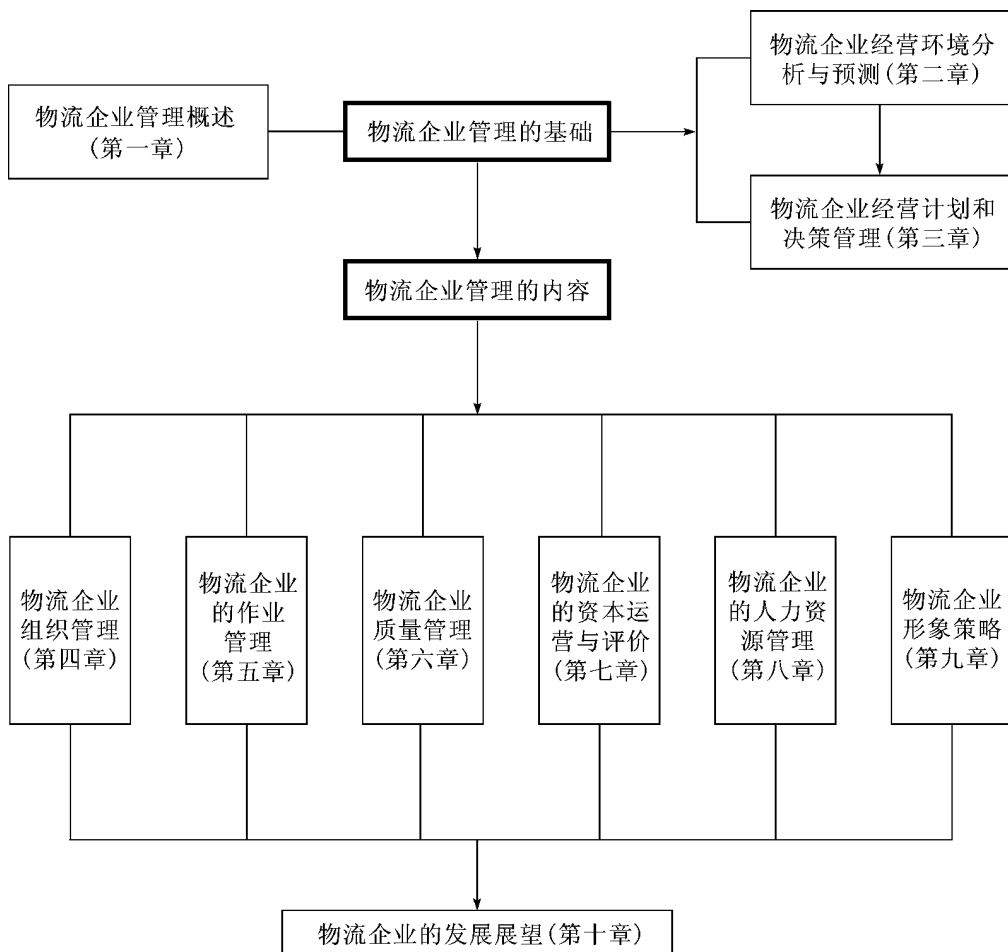 物流企业经营环境分
析与预测(第二章)
物流企业管理概述
(第一章)
物流企业管理的基础
物流企业经营计划和
决策管理(第三章)
物流企业管理的内容
物流企业
组织管理
(第四章)
物流企业
的作业
管理
(第五章)
物流企业
质量管理
(第六章)
物流企业
的资本运
营与评价
(第七章)
物流企业
的人力资
源管理
(第八章)
物流企业
形象策略
(第九章)
物流企业的发展展望(第十章)